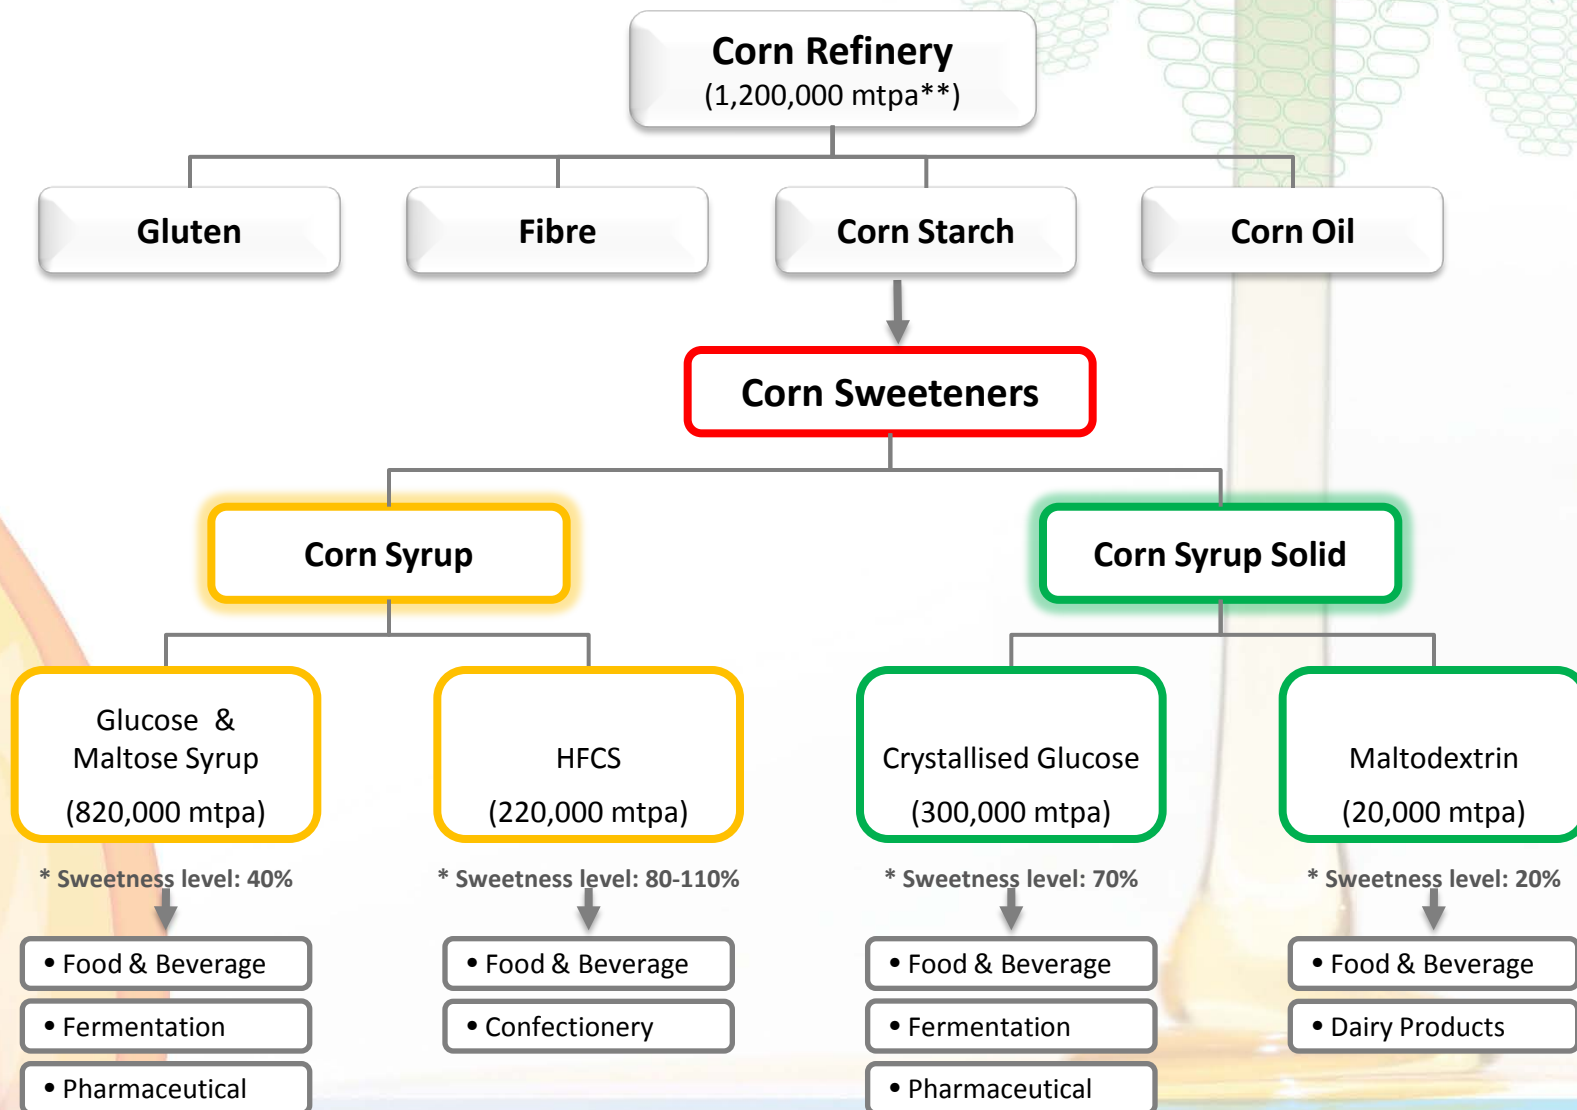 Corn Refinery
(1,200,000 mtpa**)
Gluten
Fibre
Corn Starch
Corn Oil
Corn Sweeteners
Corn Syrup
Corn Syrup Solid
Glucose &
Maltose Syrup
(820,000 mtpa)
HFCS
(220,000 mtpa)
Crystallised Glucose
(300,000 mtpa)
Maltodextrin
(20,000 mtpa)
* Sweetness level: 40%
* Sweetness level: 80-110%
* Sweetness level: 70%
* Sweetness level: 20%
• Food & Beverage
• Fermentation
• Pharmaceutical
• Food & Beverage
• Confectionery
• Food & Beverage
• Fermentation
• Pharmaceutical
• Food & Beverage
• Dairy Products